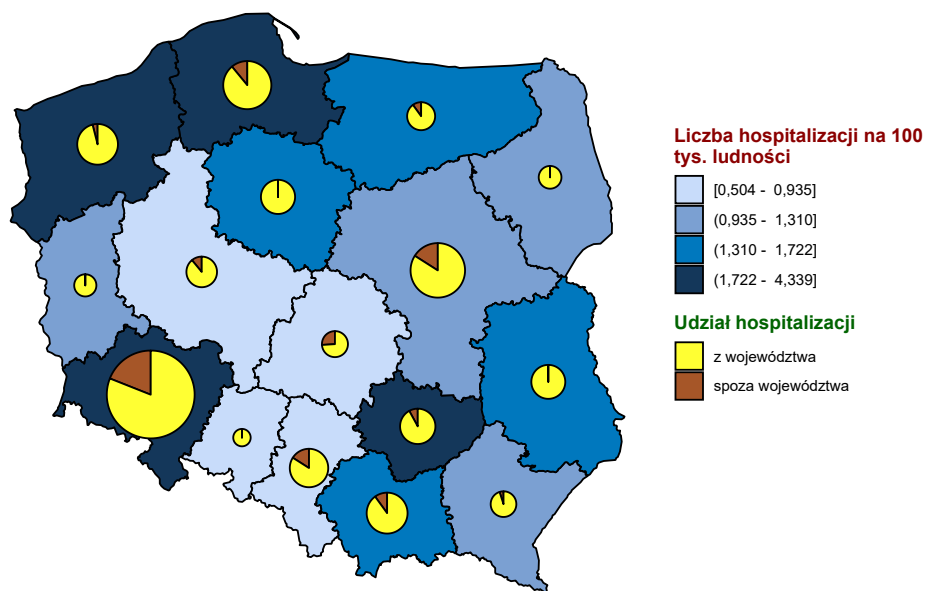 Liczba hospitalizacji na 100
tys. ludności
[0,504 - 0,935]
(0,935 - 1,310]
(1,310 - 1,722]
(1,722 - 4,339]
Udział hospitalizacji
z województwa
spoza województwa